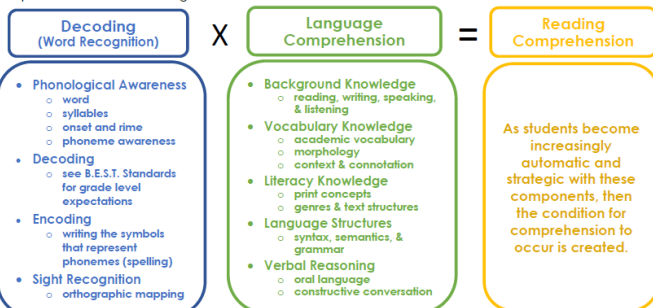 Decoding
(Word Recognition)
X
Language
Comprehension
=
Reading
Comprehension
• Phonological Awareness
o word
o syllables
o onset and rime
o phoneme awareness
• Decoding
o see B.E.S.T. Standards
for grade level
expectations
• Encoding
o writing the symbols
that represent
phonemes (spelling)
• Sight Recognition
o orthographic mapping
• Background Knowledge
o reading, writing, speaking,
& listening
• Vocabulary Knowledge
o academic vocabulary
o morphology
o context & connotation
• Literacy Knowledge
o print concepts
o genres & text structures
• Language Structures
o syntax, semantics, &
grammar
• Verbal Reasoning
o oral language
o constructive conversation
As students become
increasingly
automatic and
strategic with these
components, then
the condition for
comprehension to
occur is created.